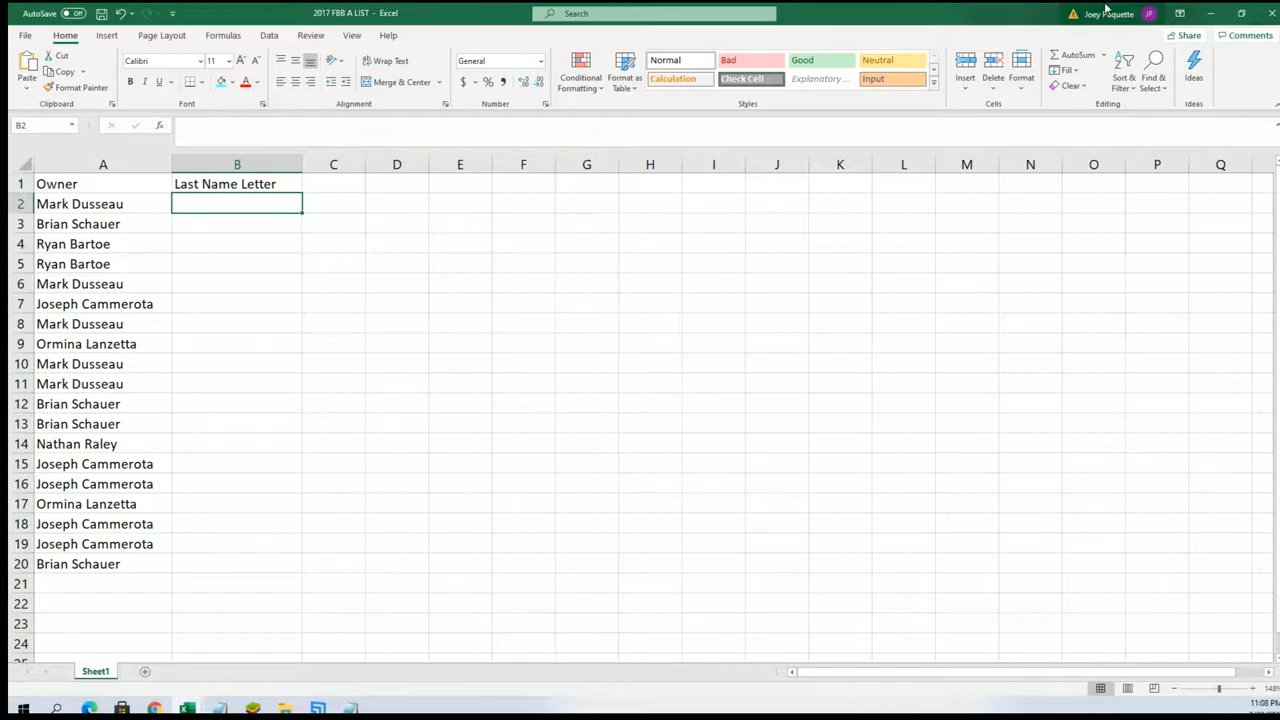 AutoSave Off 2017 FBB A LIST - Excel Search Joey Paquette JP
File Home Insert Page Layout Formulas Data Review View Help Share Comments
Paste Cut Copy Format Painter Clipboard
Calibri 11 A A B I U A Font
Wrap Text Merge & Center Alignment
General $ % , Number
Conditional Formatting Format as Table
Normal Bad Good Neutral
Calculation Check Cell Explanatory ... Input
Styles
Insert Delete Format Cells
AutoSum Fill Clear Sort & Filter Find & Select Editing
Ideas Ideas
B2 fx
A B C D E F G H I J K L M N O P Q
1 Owner Last Name Letter
2 Mark Dusseau
3 Brian Schauer
4 Ryan Bartoe
5 Ryan Bartoe
6 Mark Dusseau
7 Joseph Cammerota
8 Mark Dusseau
9 Ormina Lanzetta
10 Mark Dusseau
11 Mark Dusseau
12 Brian Schauer
13 Brian Schauer
14 Nathan Raley
15 Joseph Cammerota
16 Joseph Cammerota
17 Ormina Lanzetta
18 Joseph Cammerota
19 Joseph Cammerota
20 Brian Schauer
21
22
23
24
Sheet1
148%
11:08 PM